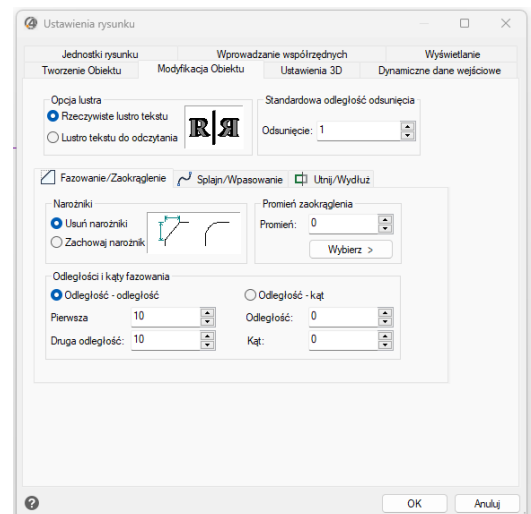 Ustawienia rysunku
Jednostki rysunku Wprowadzanie współrzędnych Wyświetlanie
Tworzenie Obiektu Modyfikacja Obiektu Ustawienia 3D Dynamiczne dane wejściowe
Opcja lustra
Rzeczywiste lustro tekstu
Lustro tekstu do odczytania
R|Я
Standardowa odległość odsunięcia
Odsunięcie: 1
Fazowanie/Zaokrąglenie Splajn/Wpasowanie Utnij/Wydłuż
Narożniki
Usuń narożniki
Zachowaj narożnik
Promień zaokrąglenia
Promień: 0
Wybierz >
Odległości i kąty fazowania
Odległość - odległość Odległość - kąt
Pierwsza 10 Odległość: 0
Druga odległość: 10 Kąt: 0
? OK Anuluj